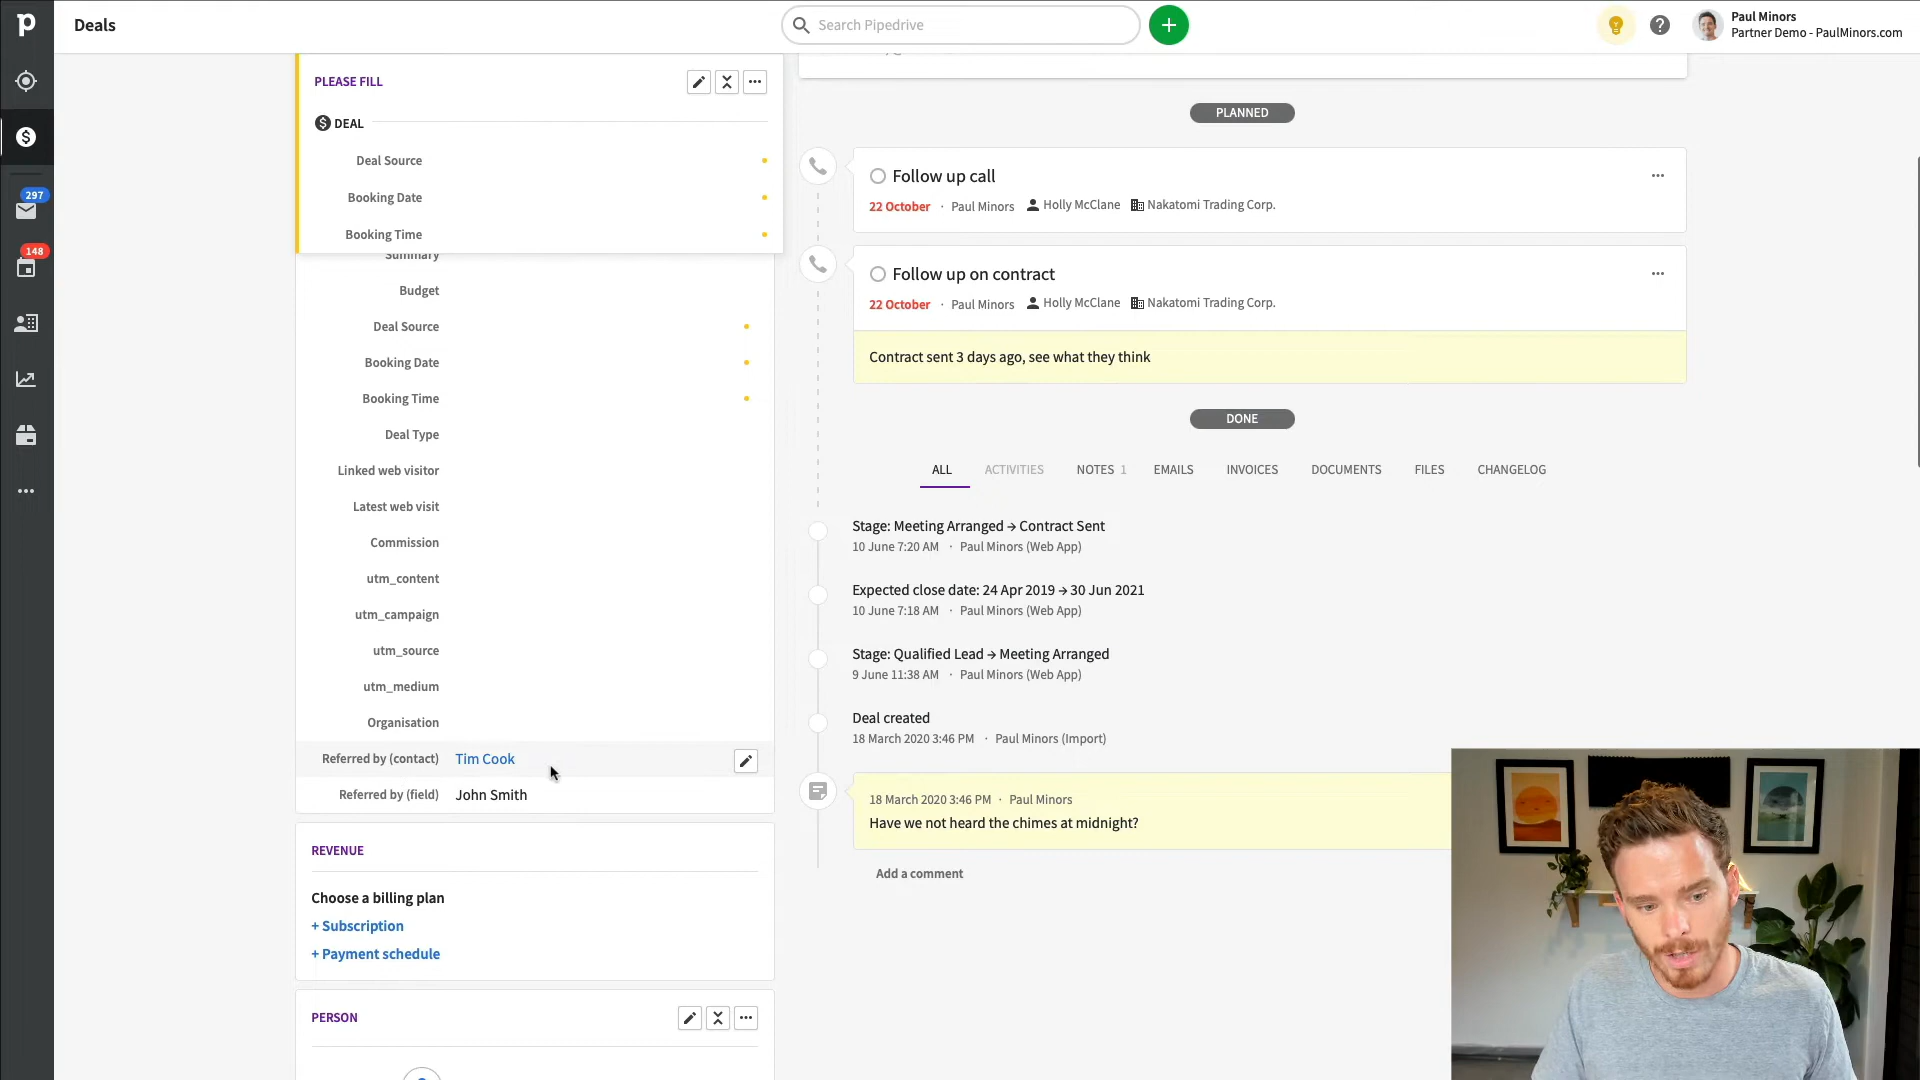 p
Deals
Search Pipedrive
Paul Minors
Partner Demo - PaulMinors.com
297
148
PLEASE FILL
DEAL
Deal Source
Booking Date
Booking Time
Summary
Budget
Deal Source
Booking Date
Booking Time
Deal Type
Linked web visitor
Latest web visit
Commission
utm_content
utm_campaign
utm_source
utm_medium
Organisation
Referred by (contact) Tim Cook
Referred by (field) John Smith
REVENUE
Choose a billing plan
+ Subscription
+ Payment schedule
PERSON
PLANNED
Follow up call
22 October · Paul Minors Holly McClane Nakatomi Trading Corp.
Follow up on contract
22 October · Paul Minors Holly McClane Nakatomi Trading Corp.
Contract sent 3 days ago, see what they think
DONE
ALL ACTIVITIES NOTES 1 EMAILS INVOICES DOCUMENTS FILES CHANGELOG
Stage: Meeting Arranged → Contract Sent
10 June 7:20 AM · Paul Minors (Web App)
Expected close date: 24 Apr 2019 → 30 Jun 2021
10 June 7:18 AM · Paul Minors (Web App)
Stage: Qualified Lead → Meeting Arranged
9 June 11:38 AM · Paul Minors (Web App)
Deal created
18 March 2020 3:46 PM · Paul Minors (Import)
18 March 2020 3:46 PM · Paul Minors
Have we not heard the chimes at midnight?
Add a comment